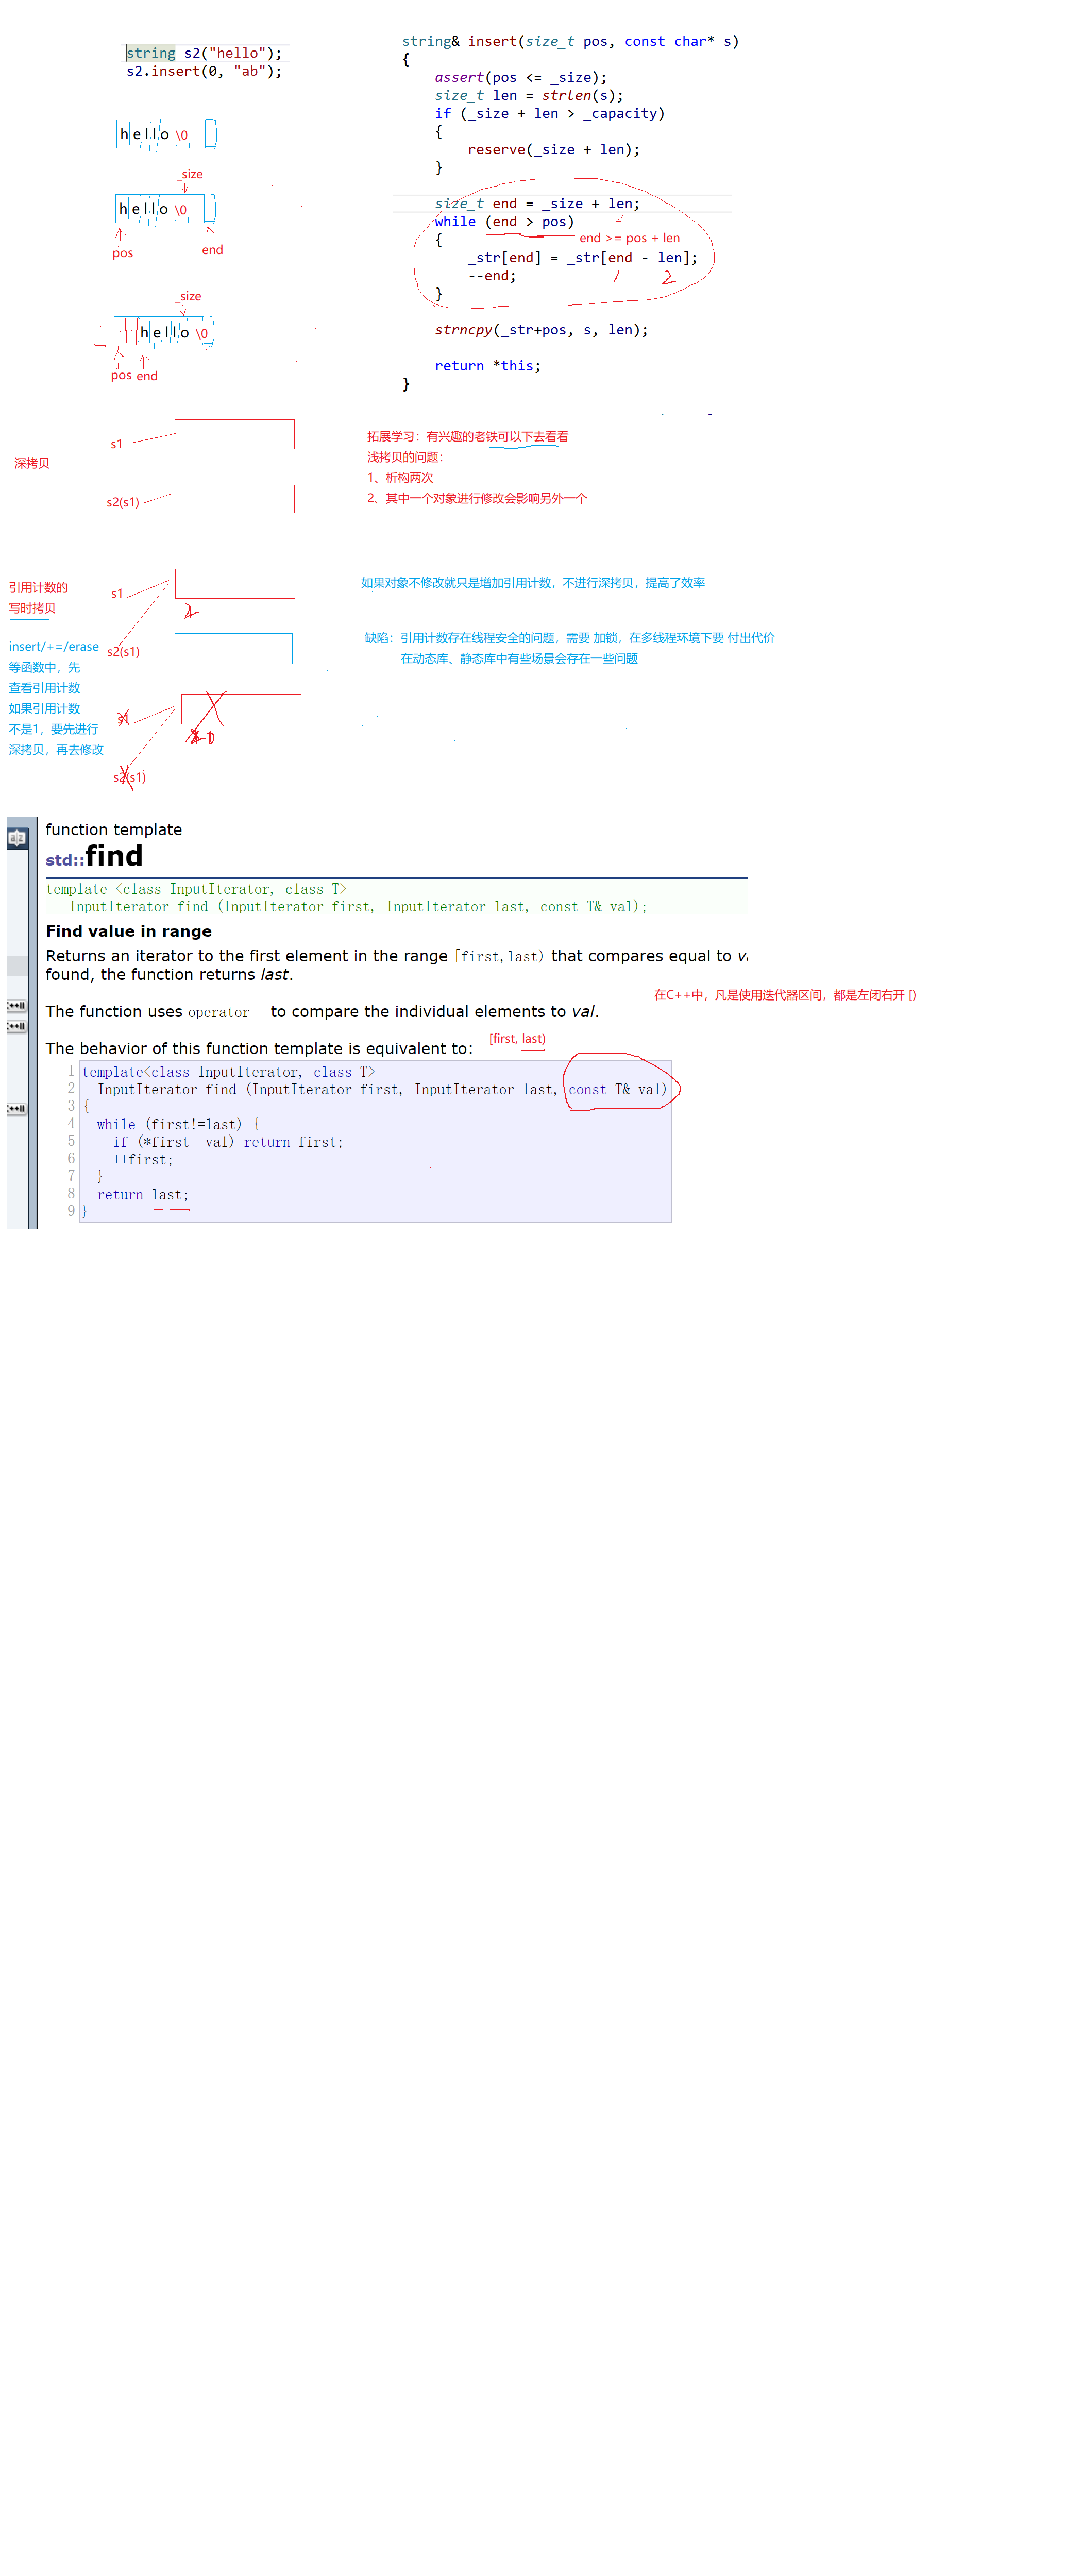 string s2("hello");
s2.insert(0, "ab");
hello \0
_size
hello \0
pos
end
_size
hello \0
pos end
string& insert(size_t pos, const char* s)
{
assert(pos <= _size);
size_t len = strlen(s);
if (_size + len > _capacity)
{
reserve(_size + len);
}
size_t end = _size + len;
while (end > pos)
end >= pos + len
{
_str[end] = _str[end - len];
1 2
--end;
}
strncpy(_str+pos, s, len);
return *this;
}
深拷贝
s1
s2(s1)
拓展学习：有兴趣的老铁可以下去看看
浅拷贝的问题：
1、析构两次
2、其中一个对象进行修改会影响另外一个
引用计数的
写时拷贝
insert/+=/erase
等函数中，先
查看引用计数
如果引用计数
不是1，要先进行
深拷贝，再去修改
s1
2
s2(s1)
s1
s2(s1)
如果对象不修改就只是增加引用计数，不进行深拷贝，提高了效率
缺陷：引用计数存在线程安全的问题，需要 加锁，在多线程环境下要 付出代价
在动态库、静态库中有些场景会存在一些问题
function template
std::find
template <class InputIterator, class T>
InputIterator find (InputIterator first, InputIterator last, const T& val);
Find value in range
Returns an iterator to the first element in the range [first,last) that compares equal to
found, the function returns last.
在C++中，凡是使用迭代器区间，都是左闭右开 [)
The function uses operator== to compare the individual elements to val.
[first, last)
The behavior of this function template is equivalent to:
1 template<class InputIterator, class T>
2 InputIterator find (InputIterator first, InputIterator last, const T& val)
3 {
4 while (first!=last) {
5 if (*first==val) return first;
6 ++first;
7 }
8 return last;
9 }